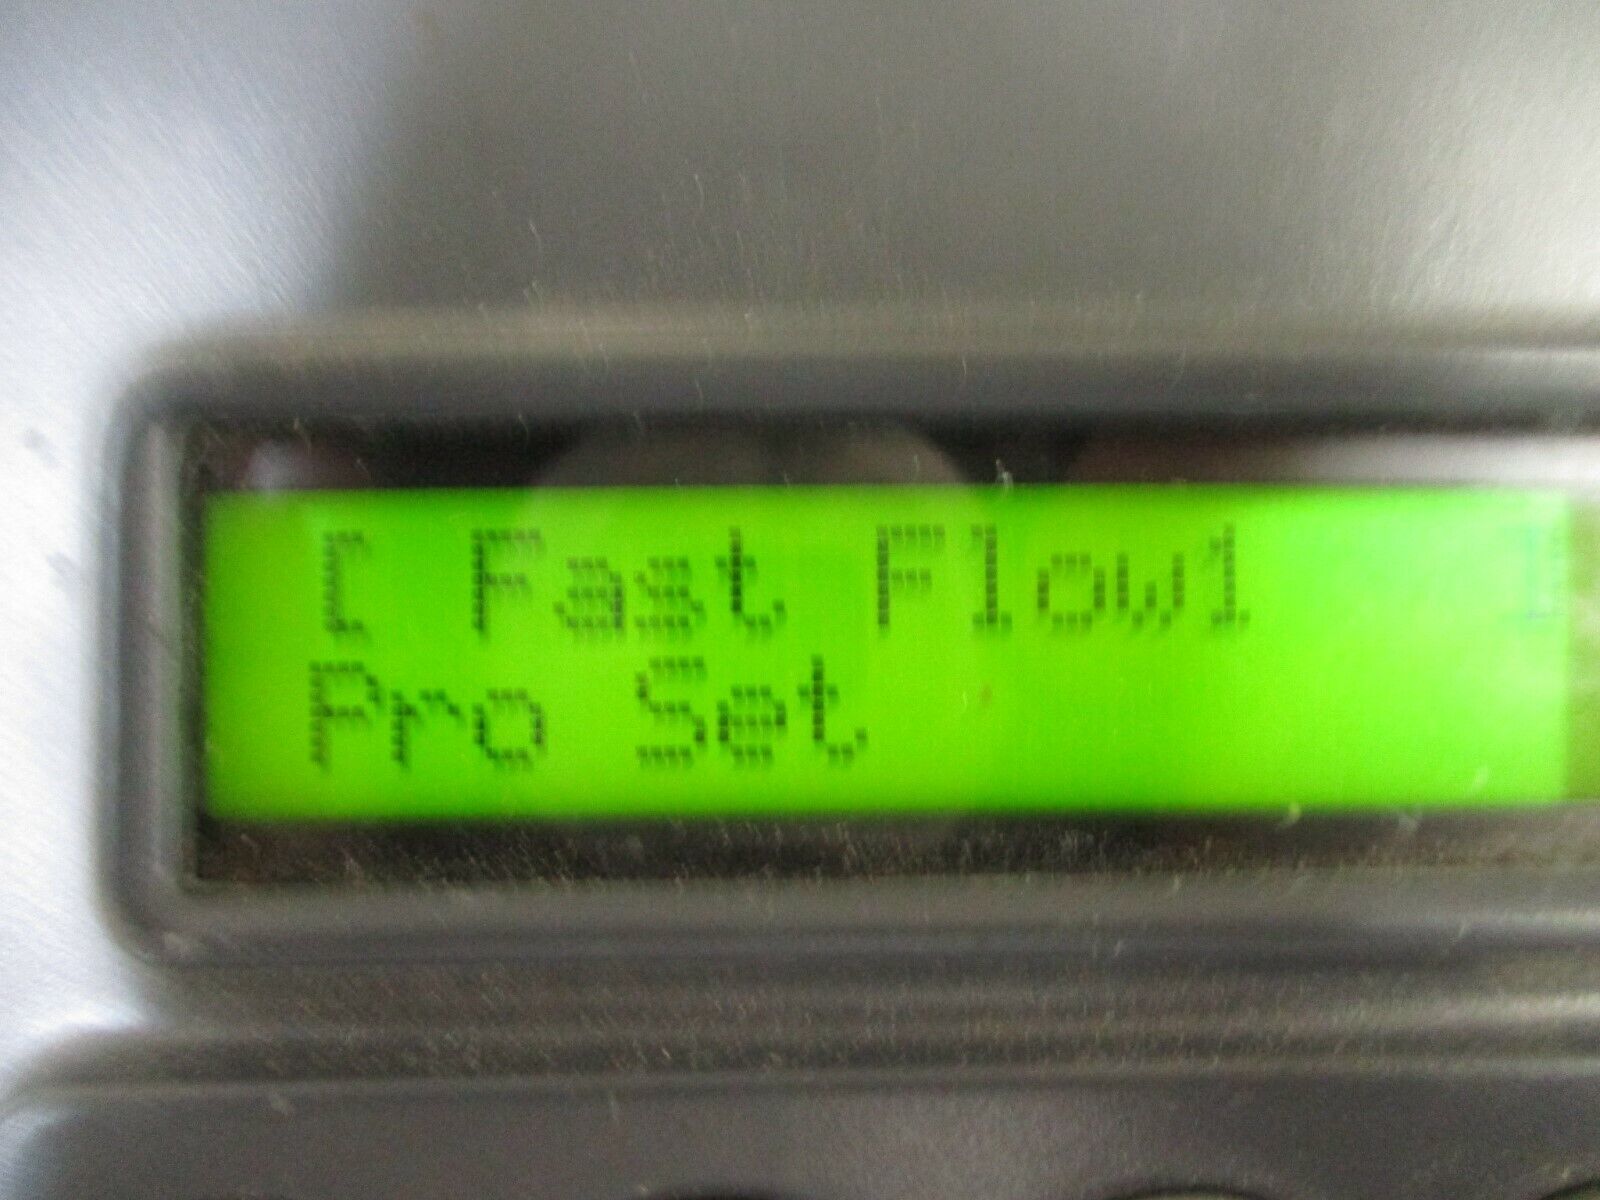 [ Fast Flow1 ]
Pro Set